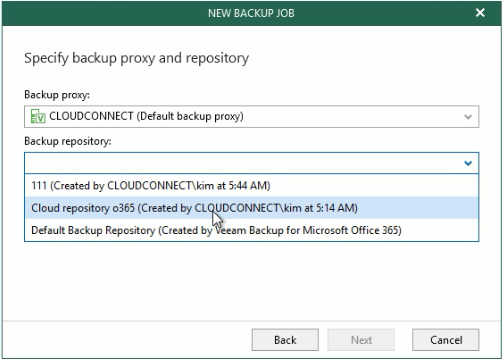 NEW BACKUP JOB
Specify backup proxy and repository
Backup proxy:
CLOUDCONNECT (Default backup proxy)
Backup repository:
111 (Created by CLOUDCONNECT\kim at 5:44 AM)
Cloud repository o365 (Created by CLOUDCONNECT\kim at 5:14 AM)
Default Backup Repository (Created by Veeam Backup for Microsoft Office 365)
Back Next Cancel